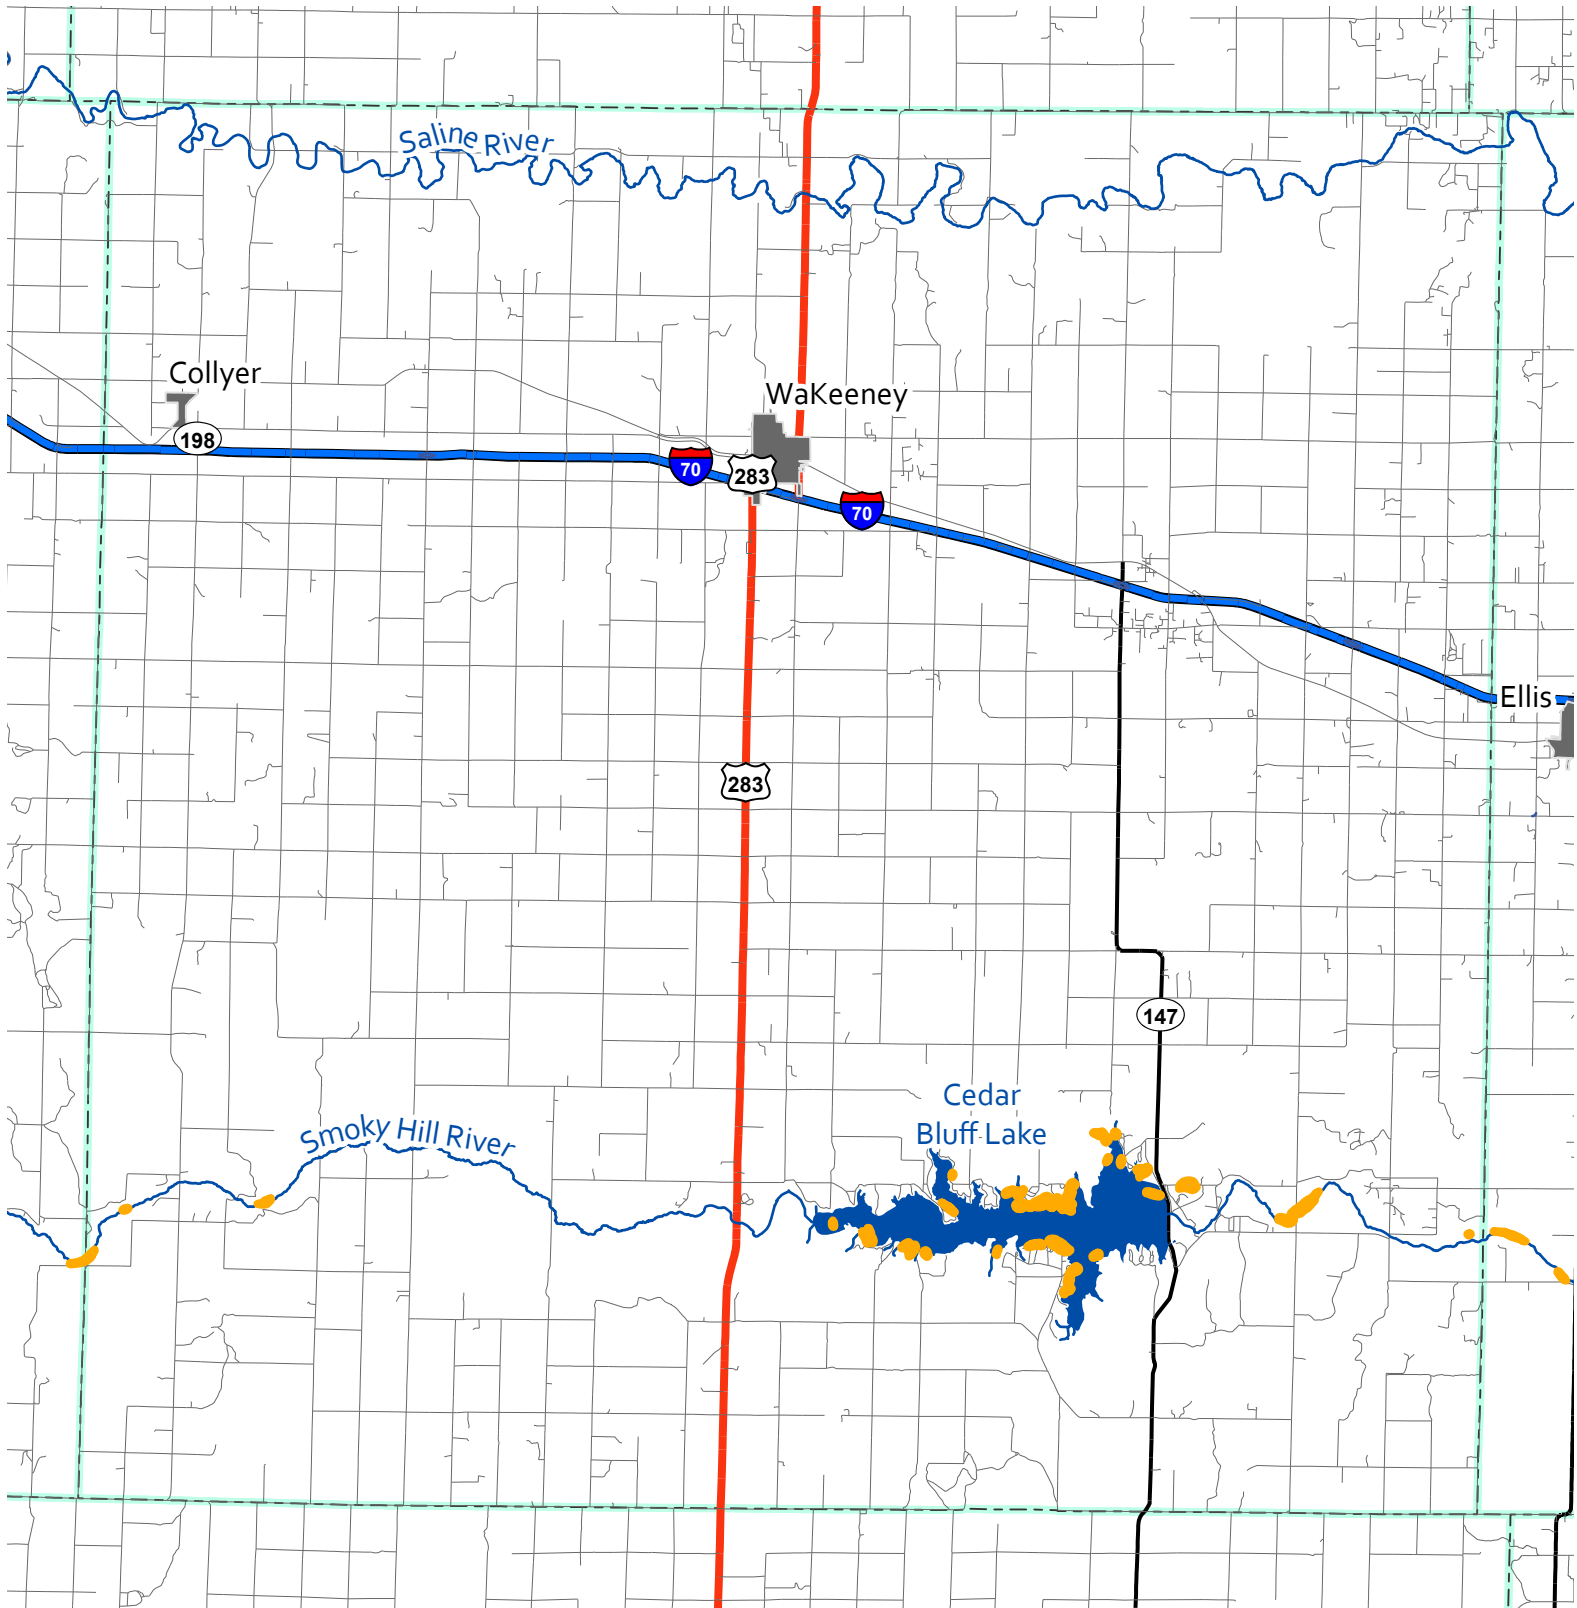 Saline River
Collyer
WaKeeney
198
70
283
70
Ellis
283
147
Cedar
Bluff Lake
Smoky Hill River